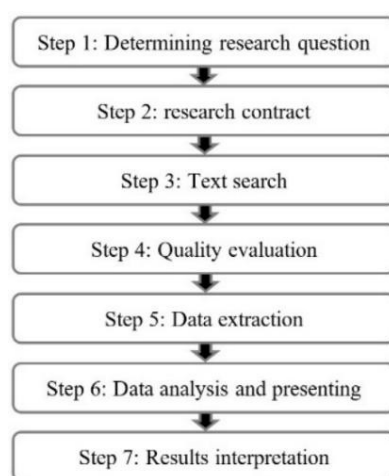 Step 1: Determining research question
Step 2: research contract
Step 3: Text search
Step 4: Quality evaluation
Step 5: Data extraction
Step 6: Data analysis and presenting
Step 7: Results interpretation